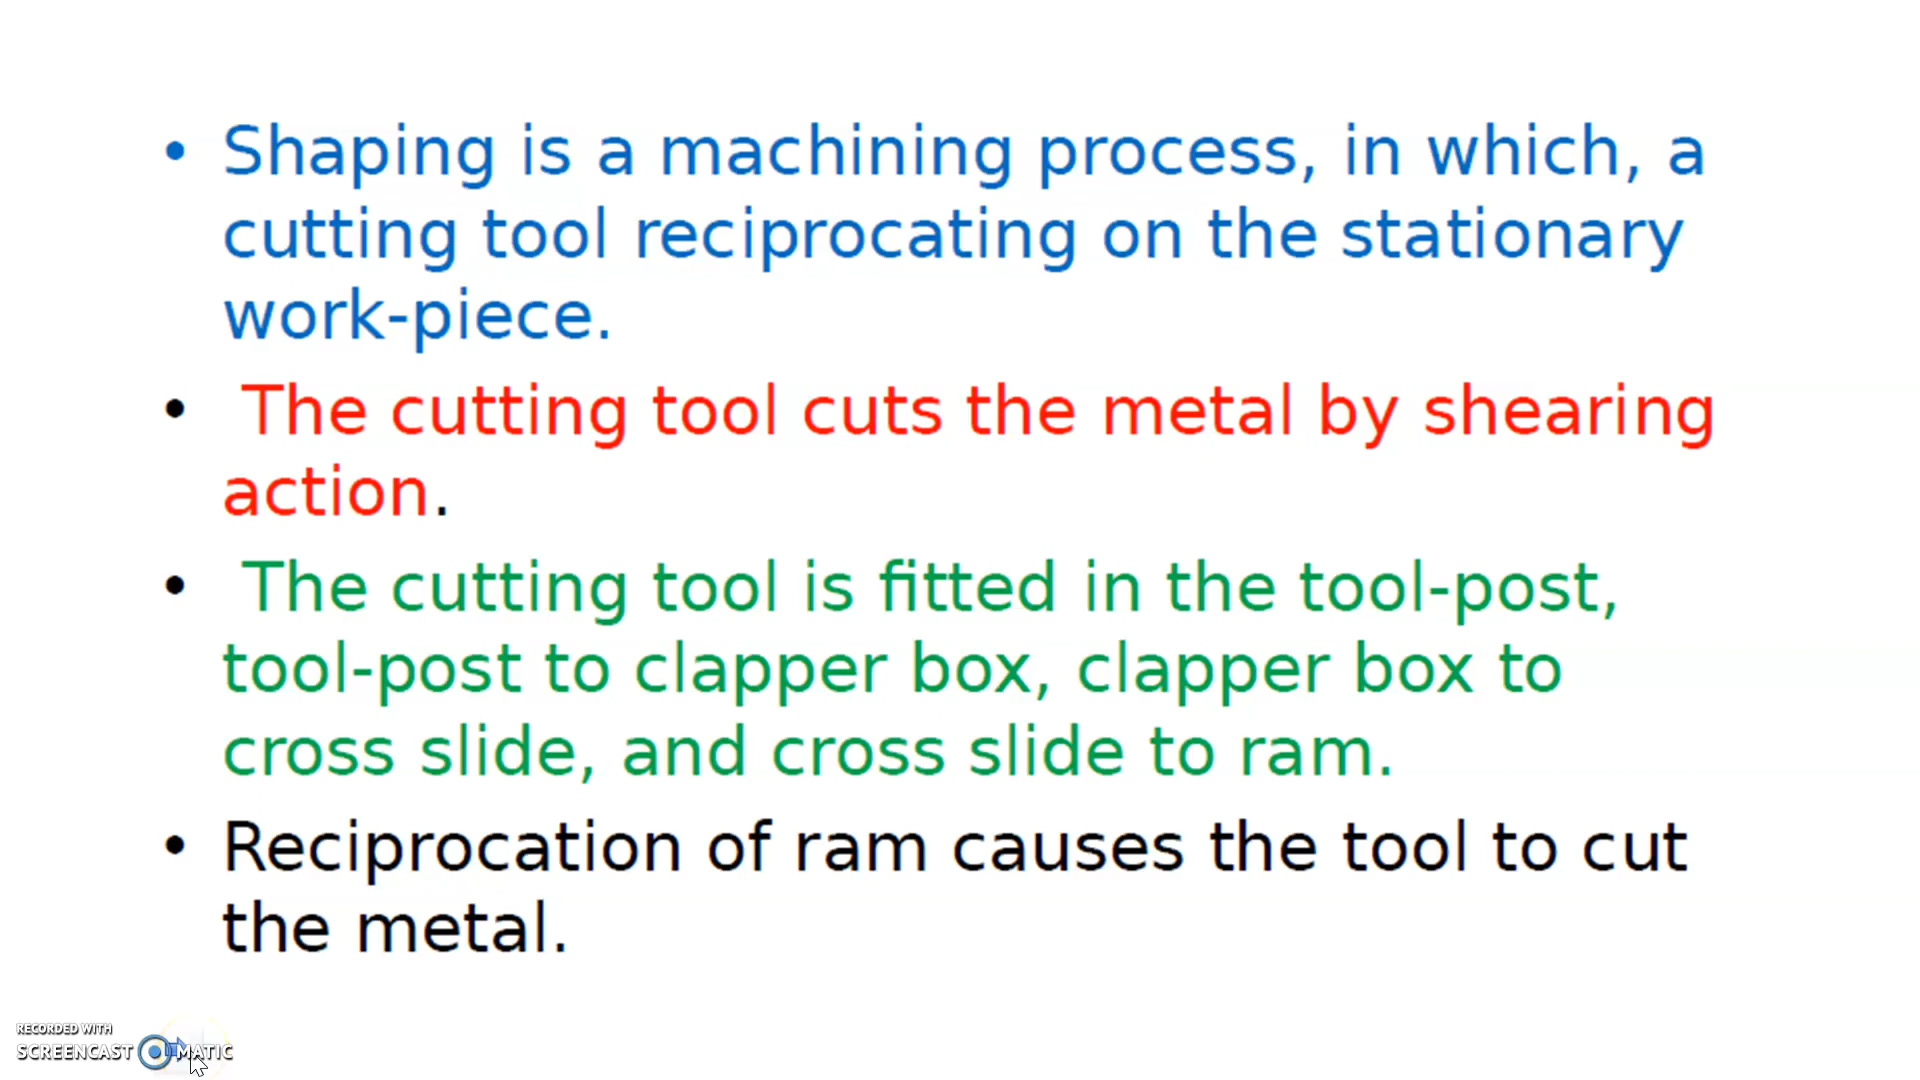 • Shaping is a machining process, in which, a
cutting tool reciprocating on the stationary
work-piece.
• The cutting tool cuts the metal by shearing
action.
• The cutting tool is fitted in the tool-post,
tool-post to clapper box, clapper box to
cross slide, and cross slide to ram.
• Reciprocation of ram causes the tool to cut
the metal.
RECORDED WITH
SCREENCAST MATIC